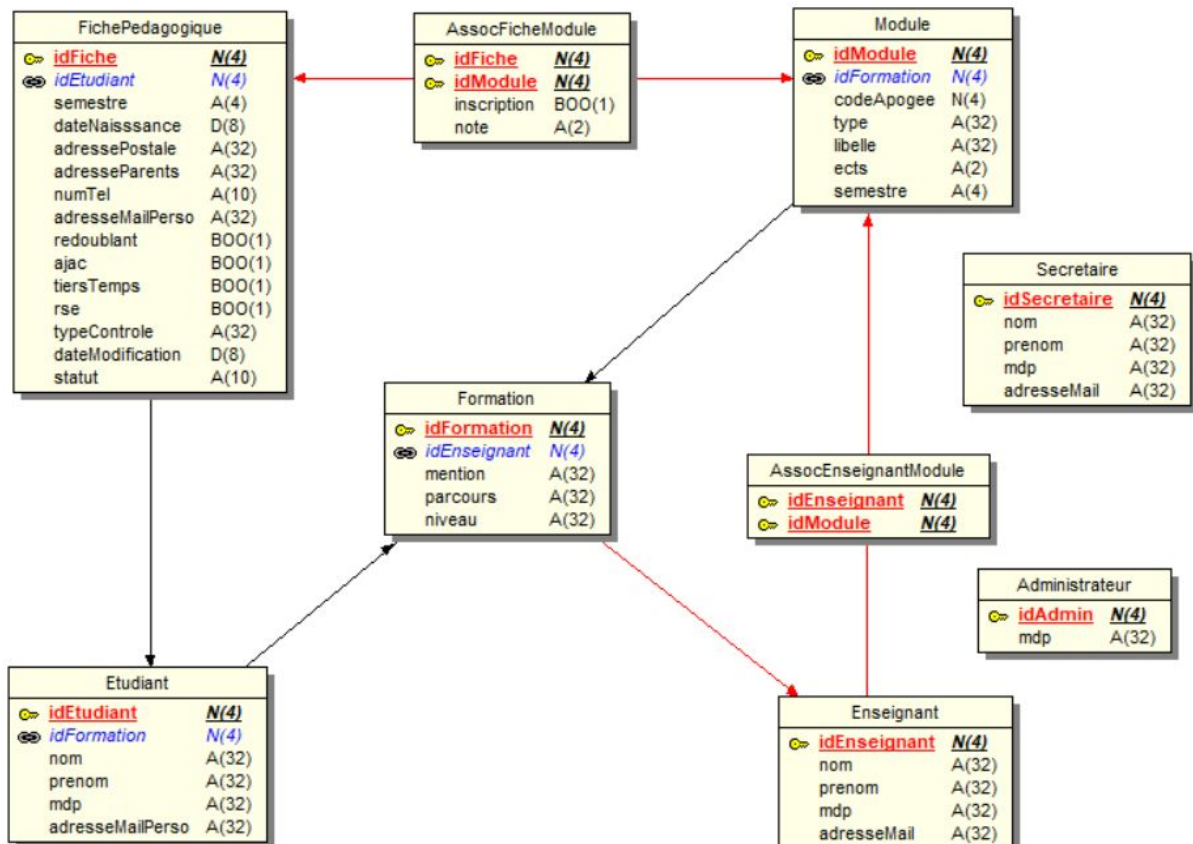 FichePedagogique
idFiche N(4)
idEtudiant N(4)
semestre A(4)
dateNaisssance D(8)
adressePostale A(32)
adresseParents A(32)
numTel A(10)
adresseMailPerso A(32)
redoublant BOO(1)
ajac BOO(1)
tiersTemps BOO(1)
rse BOO(1)
typeControle A(32)
dateModification D(8)
statut A(10)
AssocFicheModule
idFiche N(4)
idModule N(4)
inscription BOO(1)
note A(2)
Module
idModule N(4)
idFormation N(4)
codeApogee N(4)
type A(32)
libelle A(32)
ects A(2)
semestre A(4)
Secretaire
idSecretaire N(4)
nom A(32)
prenom A(32)
mdp A(32)
adresseMail A(32)
Formation
idFormation N(4)
idEnseignant N(4)
mention A(32)
parcours A(32)
niveau A(32)
AssocEnseignantModule
idEnseignant N(4)
idModule N(4)
Administrateur
idAdmin N(4)
mdp A(32)
Etudiant
idEtudiant N(4)
idFormation N(4)
nom A(32)
prenom A(32)
mdp A(32)
adresseMailPerso A(32)
Enseignant
idEnseignant N(4)
nom A(32)
prenom A(32)
mdp A(32)
adresseMail A(32)